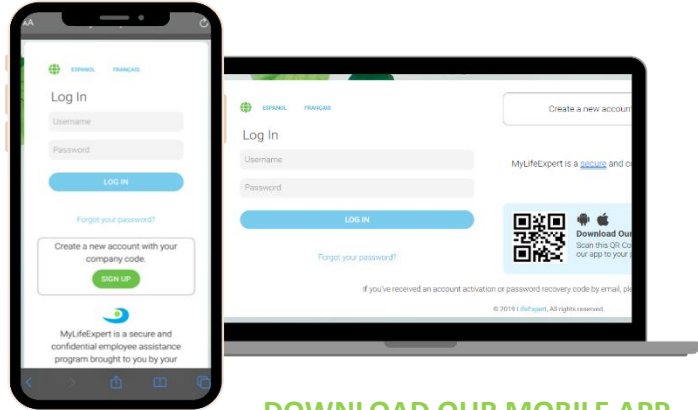 AA
ESPANOL FRANÇAIS
Log In
Username
Password
LOG IN
Forgot your password?
Create a new account with your
company code.
SIGN UP
MyLifeExpert is a secure and
confidential employee assistance
program brought to you by your
ESPANOL FRANÇAIS
Log In
Username
Password
LOG IN
Forgot your password?
Create a new accoun
MyLifeExpert is a secure and co
Download Our
Scan this QR Co
our app to your
If you've received an account activation or password recovery code by email, ple
© 2019 LifeExpert, All rights reserved.
DOWNLOAD OUR MOBILE APP